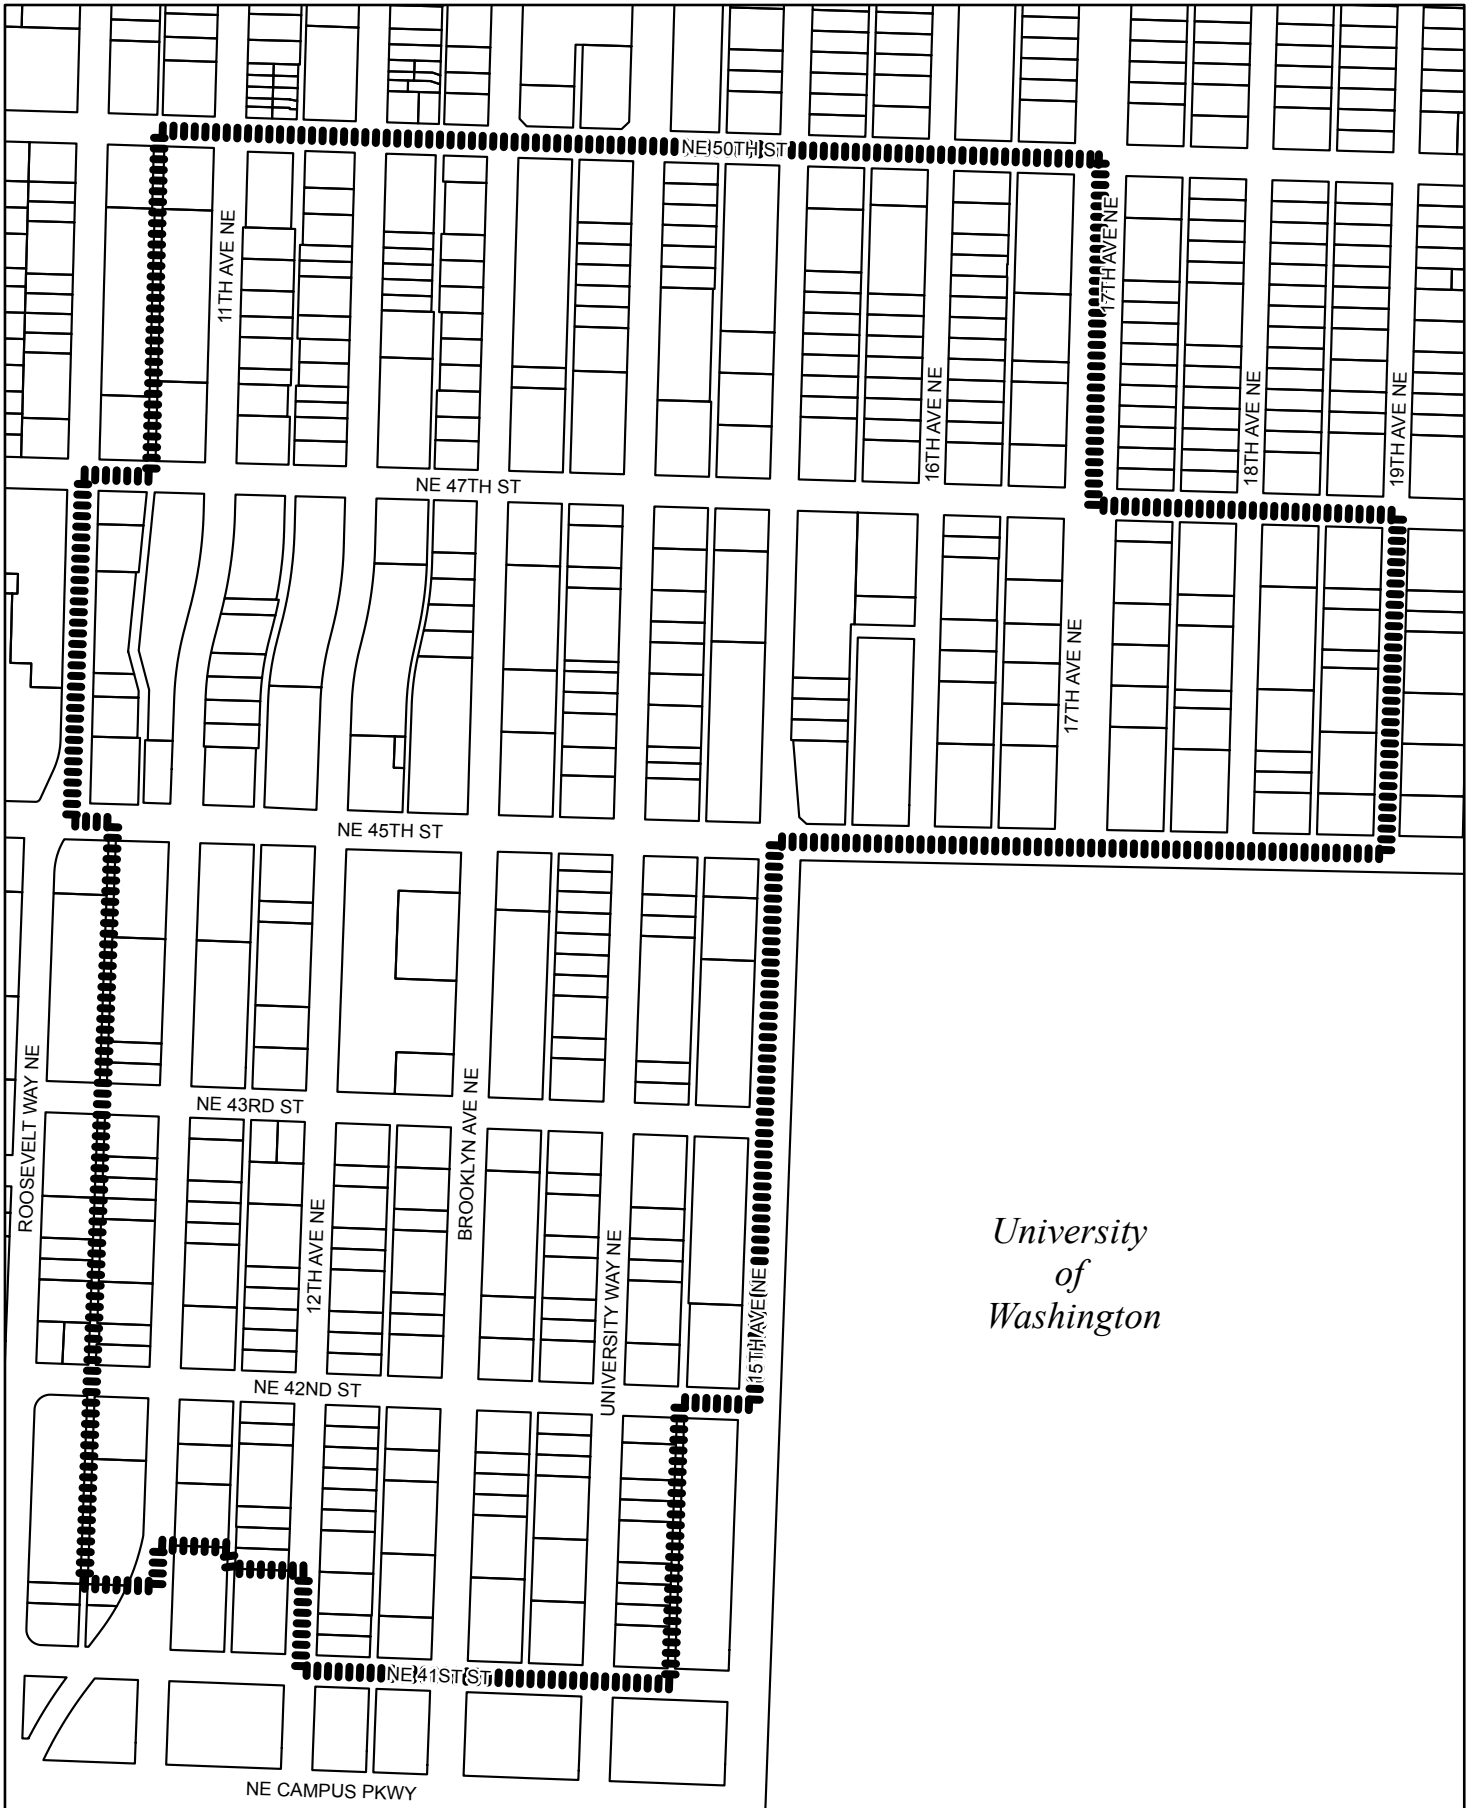 NE 50TH ST
11TH AVE NE
17TH AVE NE
16TH AVE NE
18TH AVE NE
19TH AVE NE
NE 47TH ST
17TH AVE NE
NE 45TH ST
ROOSEVELT WAY NE
NE 43RD ST
BROOKLYN AVE NE
12TH AVE NE
UNIVERSITY WAY NE
15TH AVE NE
University
of
Washington
NE 42ND ST
NE 41ST ST
NE CAMPUS PKWY